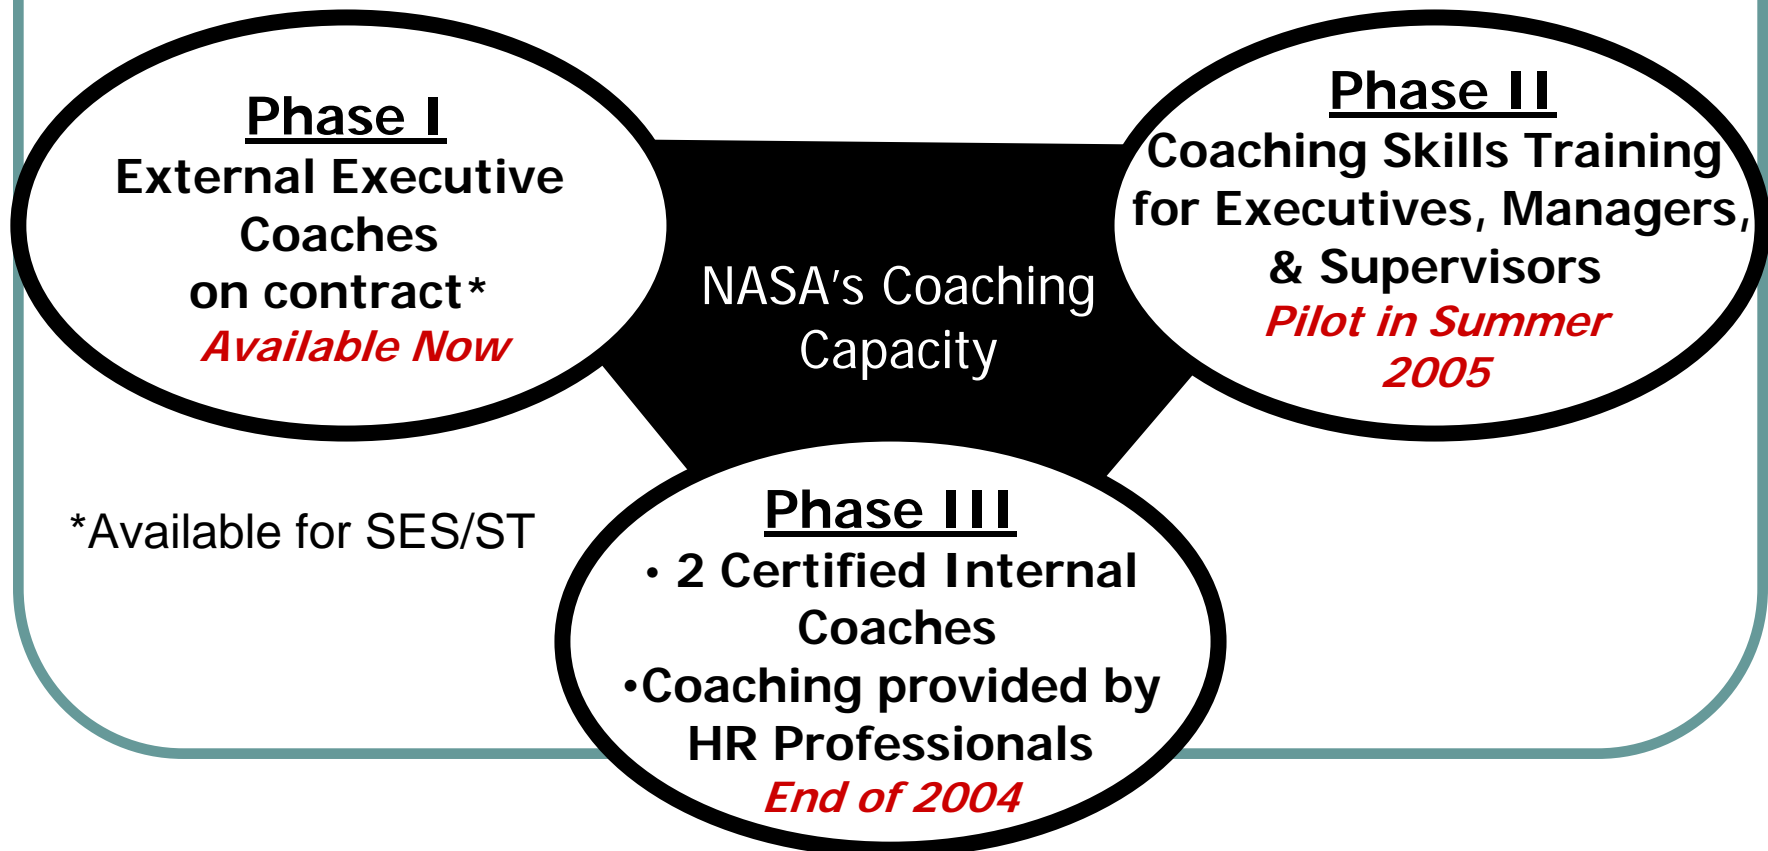 Phase I
External Executive
Coaches
on contract*
Available Now
Phase II
Coaching Skills Training
for Executives, Managers,
& Supervisors
Pilot in Summer
2005
NASA's Coaching
Capacity
*Available for SES/ST
Phase III
• 2 Certified Internal
Coaches
•Coaching provided by
HR Professionals
End of 2004